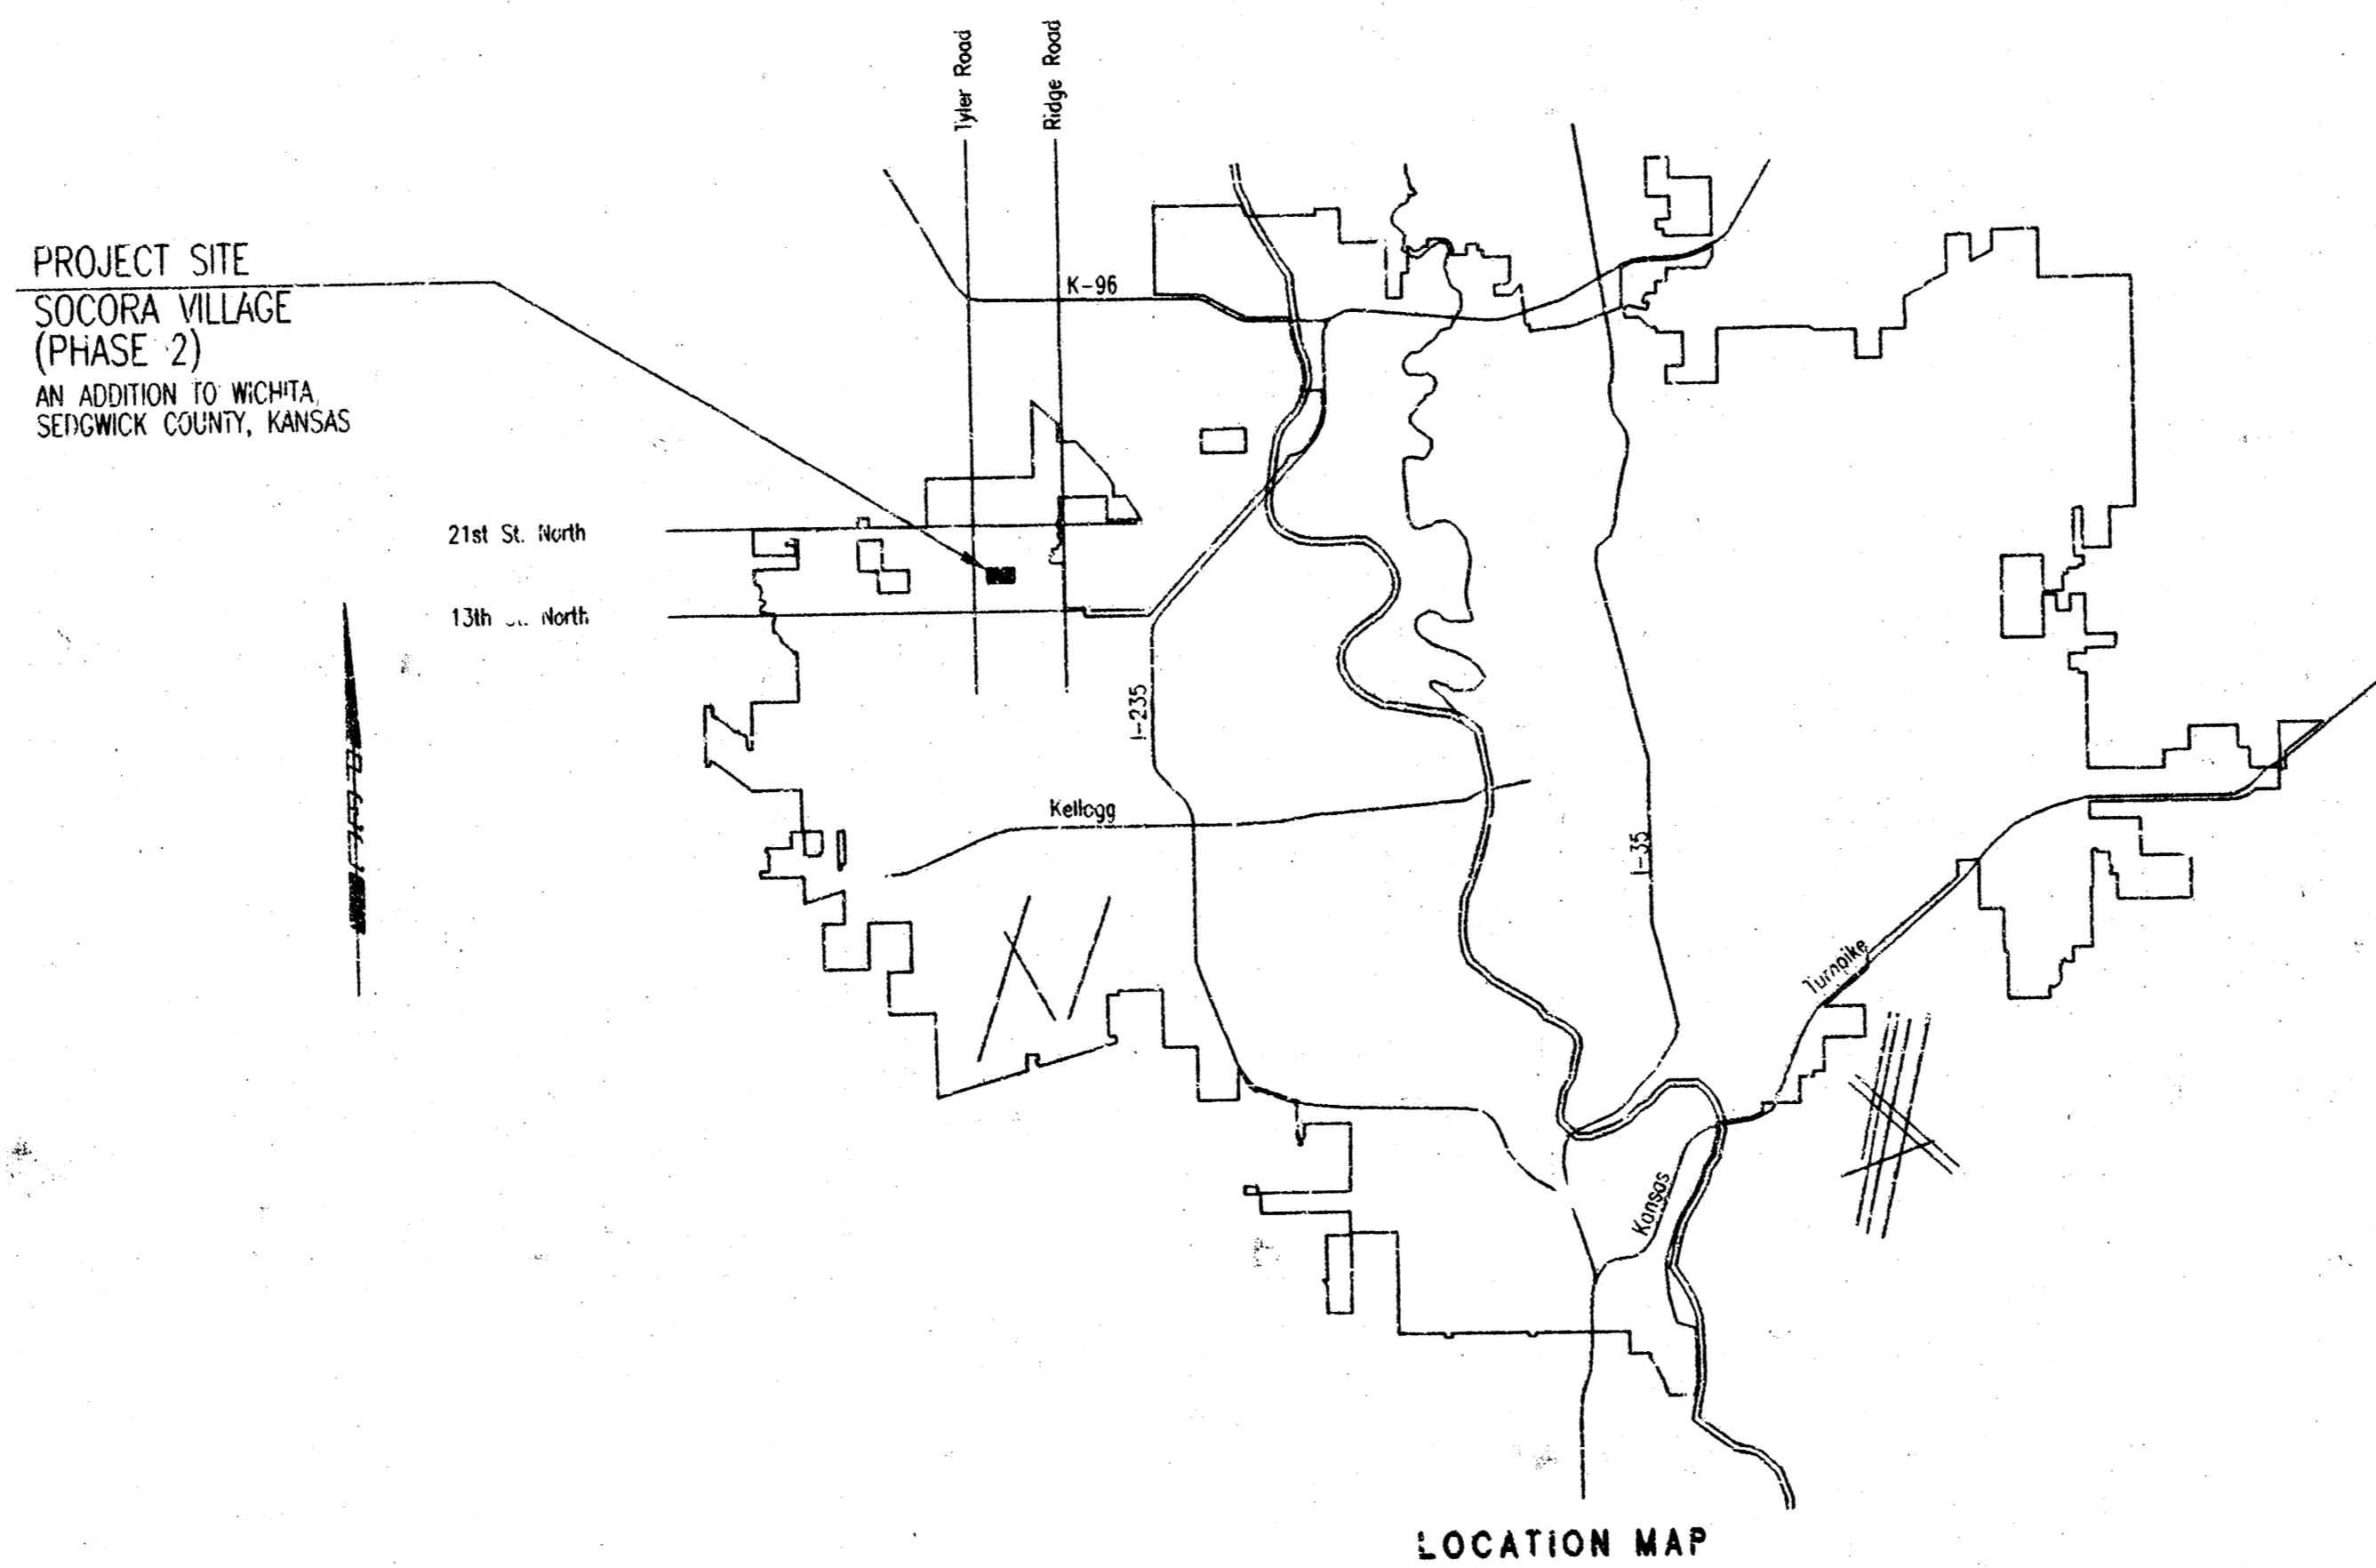 Tyler Road
Ridge Road
PROJECT SITE
SOCORA VILLAGE
(PHASE 2)
AN ADDITION TO WICHITA,
SEDGWICK COUNTY, KANSAS
K-96
21st St. North
13th North
I-235
Kellogg
I-35
Turnpike
Kansas
LOCATION MAP